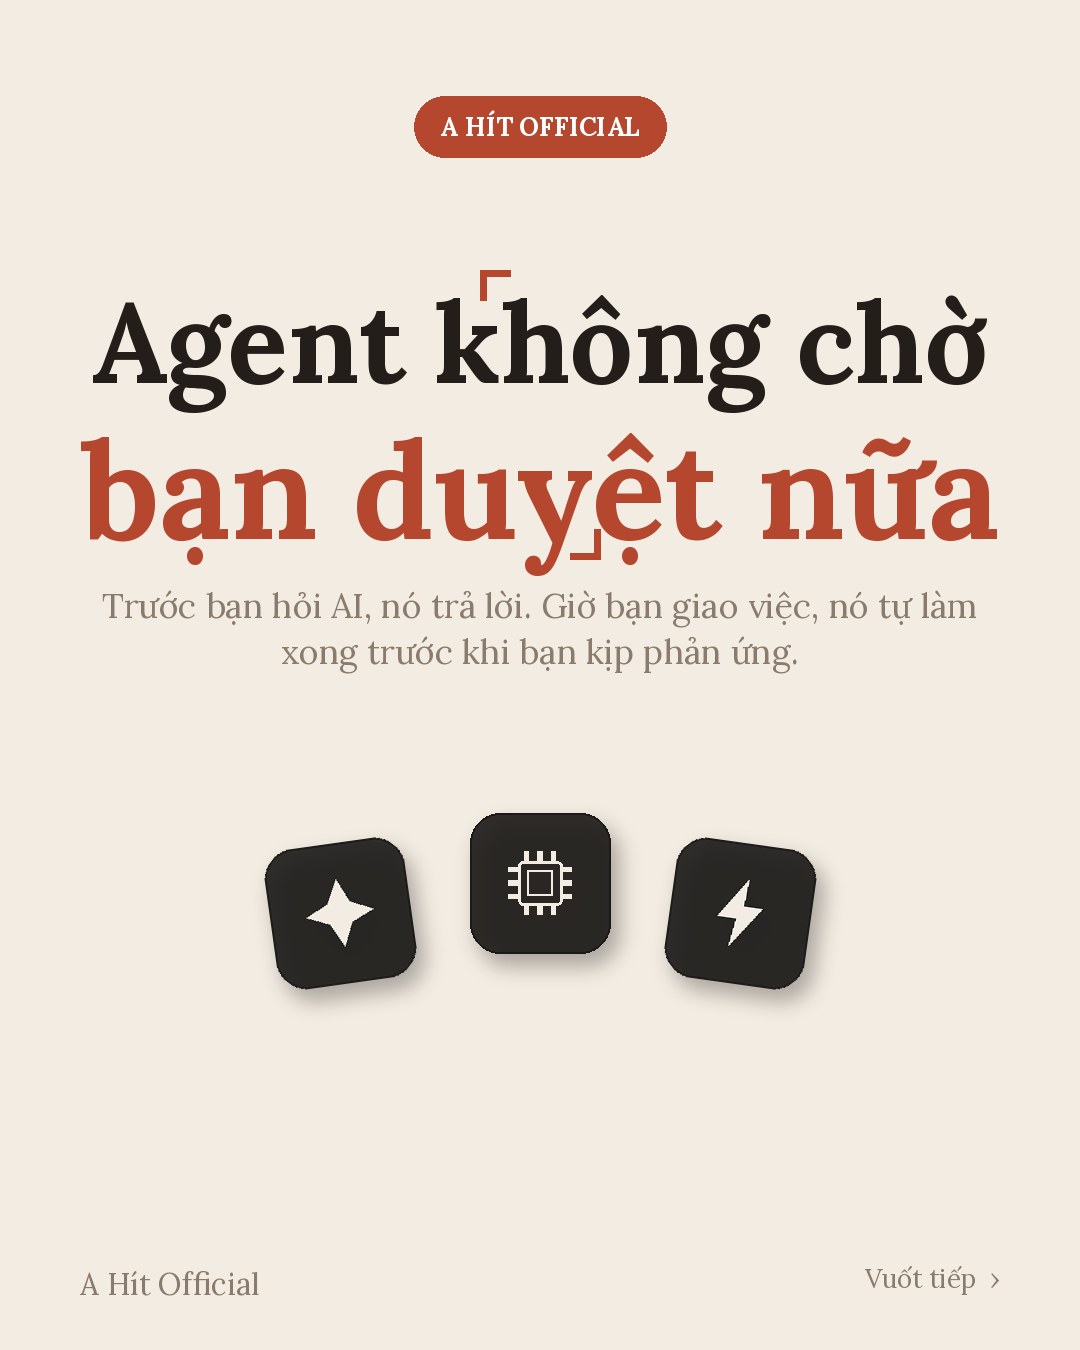 A HÍT OFFICIAL
Agent không chờ
bạn duyệt nữa
Trước bạn hỏi AI, nó trả lời. Giờ bạn giao việc, nó tự làm
xong trước khi bạn kịp phản ứng.
A Hít Official
Vuốt tiếp ›